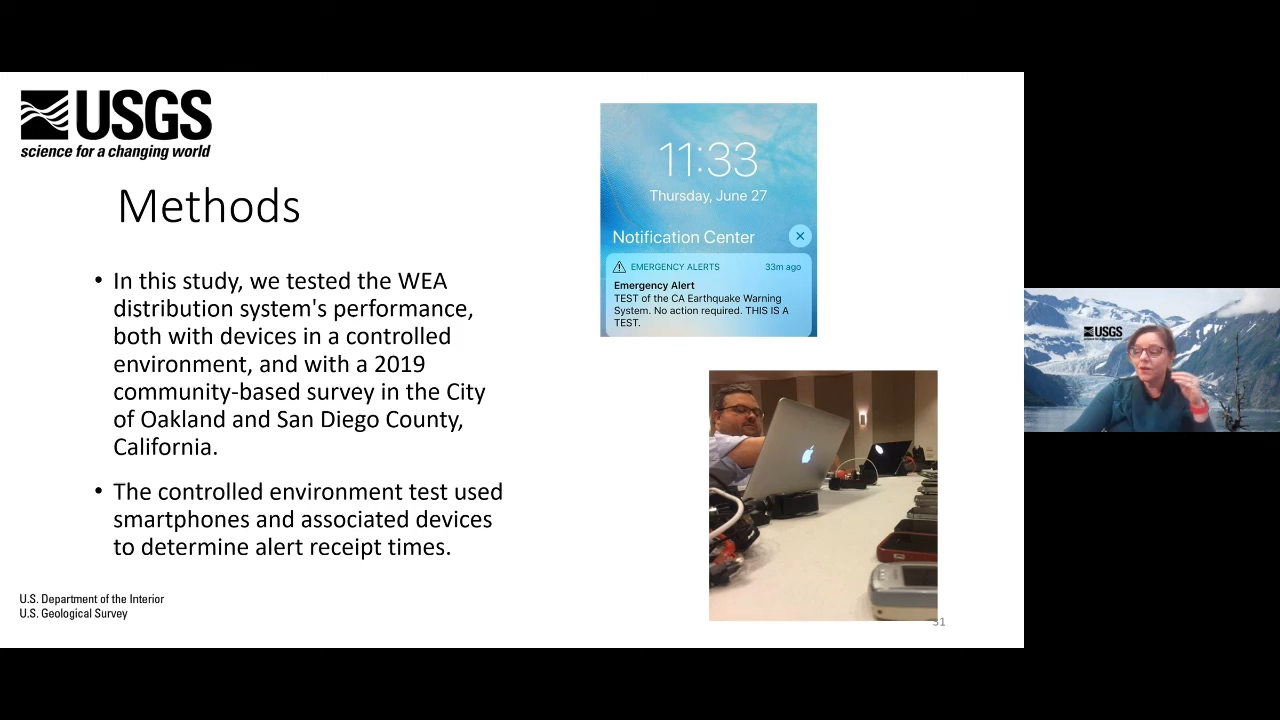 USGS
science for a changing world
Methods
• In this study, we tested the WEA
distribution system's performance,
both with devices in a controlled
environment, and with a 2019
community-based survey in the City
of Oakland and San Diego County,
California.
• The controlled environment test used
smartphones and associated devices
to determine alert receipt times.
U.S. Department of the Interior
U.S. Geological Survey
11:33
Thursday, June 27
Notification Center
EMERGENCY ALERTS 33m ago
Emergency Alert
TEST of the CA Earthquake Warning
System. No action required. THIS IS A
TEST.
31
USGS